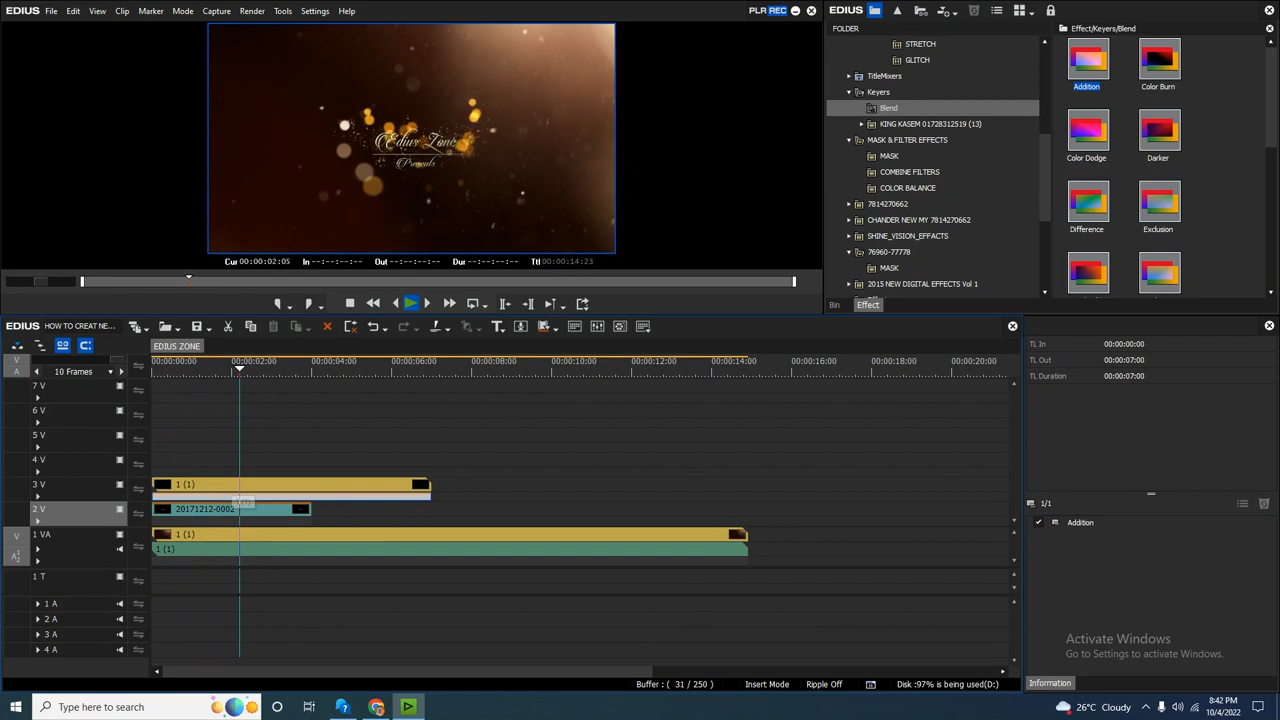 EDIUS File Edit View Clip Marker Mode Capture Render Tools Settings Help
PLR REC
Edius Zone
Presents
Cur 00:00:02:05 In --:--:--:-- Out --:--:--:-- Dur --:--:--:-- Ttl 00:00:14:23
EDIUS
FOLDER
STRETCH
GLITCH
TitleMixers
Keyers
Blend
KING KASEM 01728312519 (13)
MASK & FILTER EFFECTS
MASK
COMBINE FILTERS
COLOR BALANCE
7814270662
CHANDER NEW MY 7814270662
SHINE_VISION_EFFECTS
76960-77778
MASK
2015 NEW DIGITAL EFFECTS Vol 1
Bin Effect
Effect/Keyers/Blend
Addition Color Burn
Color Dodge Darker
Difference Exclusion
EDIUS HOW TO CREAT NE...
EDIUS ZONE
V
A
10 Frames
00:00:00:00 00:00:02:00 00:00:04:00 00:00:06:00 00:00:08:00 00:00:10:00 00:00:12:00 00:00:14:00 00:00:16:00 00:00:18:00 00:00:20:00
7 V
6 V
5 V
4 V
3 V 1 (1)
2 V 20171212-0002
V 1 VA 1 (1)
A12 1 (1)
1 T
1 A
2 A
3 A
4 A
Buffer : ( 31 / 250 ) Insert Mode Ripple Off Disk :97% is being used(D:)
TL In 00:00:00:00
TL Out 00:00:07:00
TL Duration 00:00:07:00
1/1
Addition
Activate Windows
Go to Settings to activate Windows.
Information
Type here to search
26°C Cloudy
8:42 PM
10/4/2022